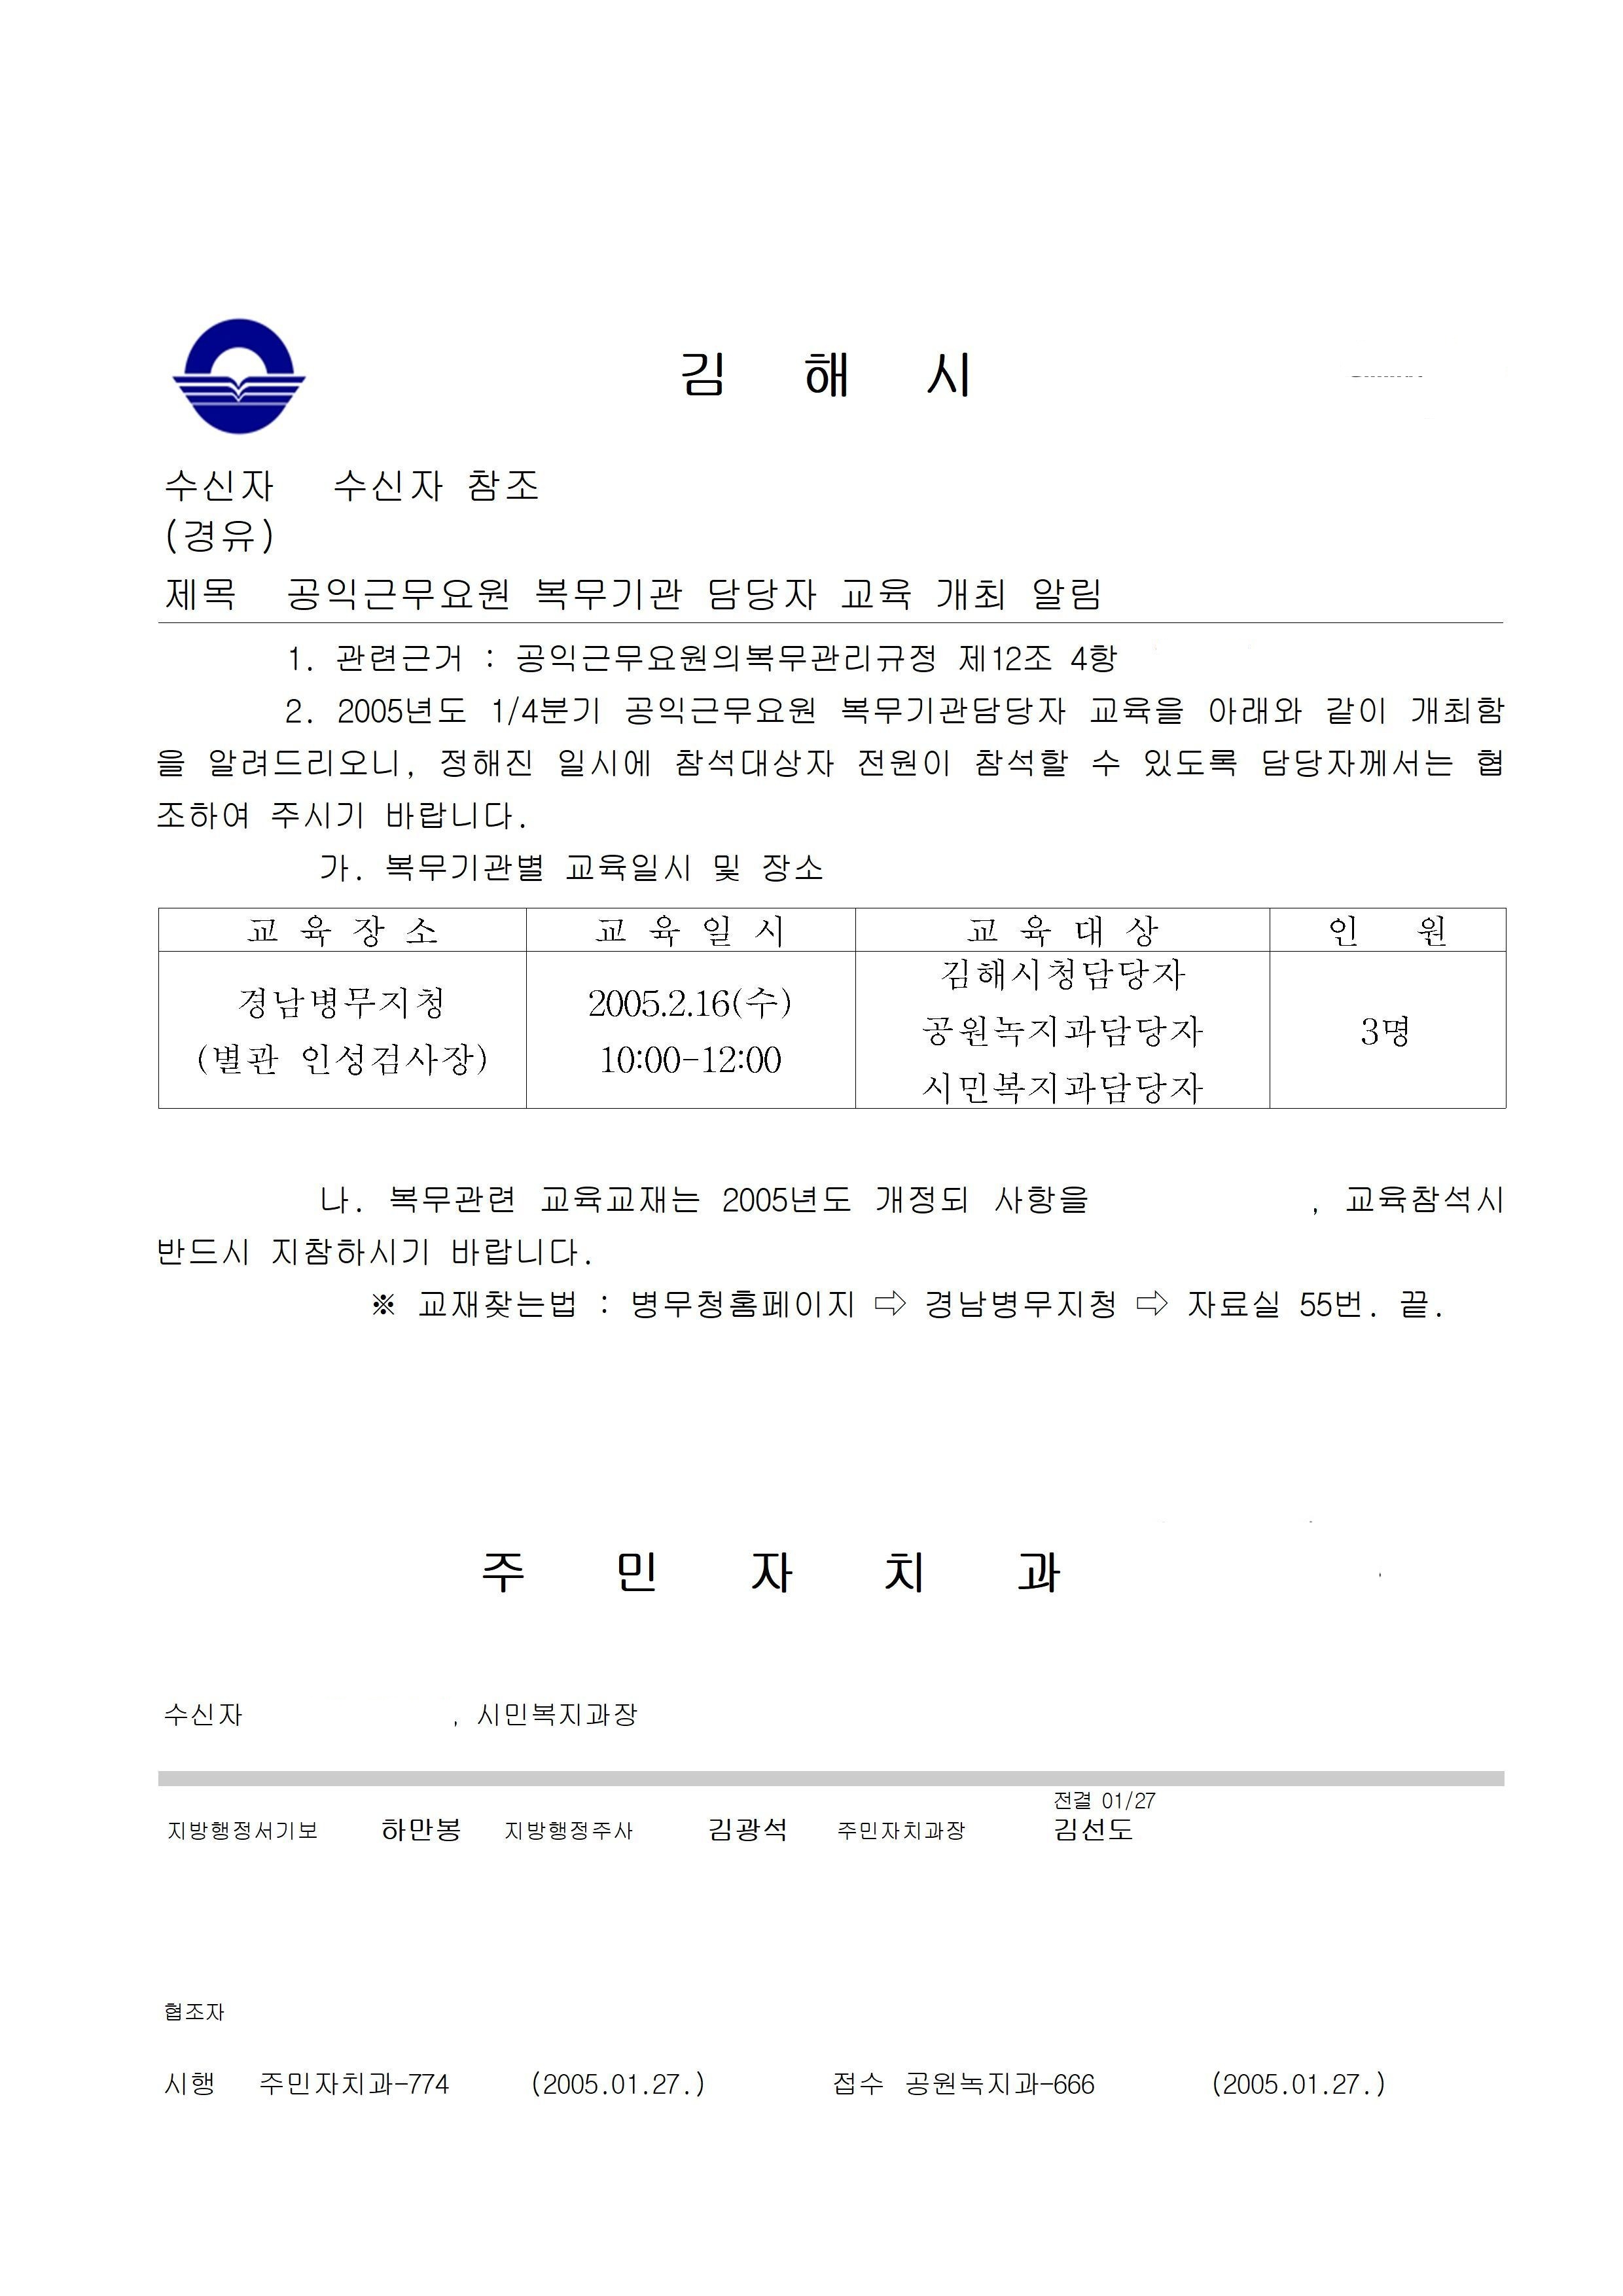 김 해 시
수신자 수신자 참조
(경유)
제목 공익근무요원 복무기관 담당자 교육 개최 알림
1. 관련근거 : 공익근무요원의복무관리규정 제12조 4항
2. 2005년도 1/4분기 공익근무요원 복무기관담당자 교육을 아래와 같이 개최함
을 알려드리오니, 정해진 일시에 참석대상자 전원이 참석할 수 있도록 담당자께서는 협
조하여 주시기 바랍니다.
가. 복무기관별 교육일시 및 장소
교 육 장 소 교 육 일 시 교 육 대 상 인 원
경남병무지청
(별관 인성검사장)
2005.2.16(수)
10:00-12:00
김해시청담당자
공원녹지과담당자
시민복지과담당자
3명
나. 복무관련 교육교재는 2005년도 개정되 사항을 , 교육참석시
반드시 지참하시기 바랍니다.
※ 교재찾는법 : 병무청홈페이지 ⇨ 경남병무지청 ⇨ 자료실 55번. 끝.
주 민 자 치 과
수신자 , 시민복지과장
전결 01/27
지방행정서기보 하만봉 지방행정주사 김광석 주민자치과장 김선도
협조자
시행 주민자치과-774 (2005.01.27.) 접수 공원녹지과-666 (2005.01.27.)